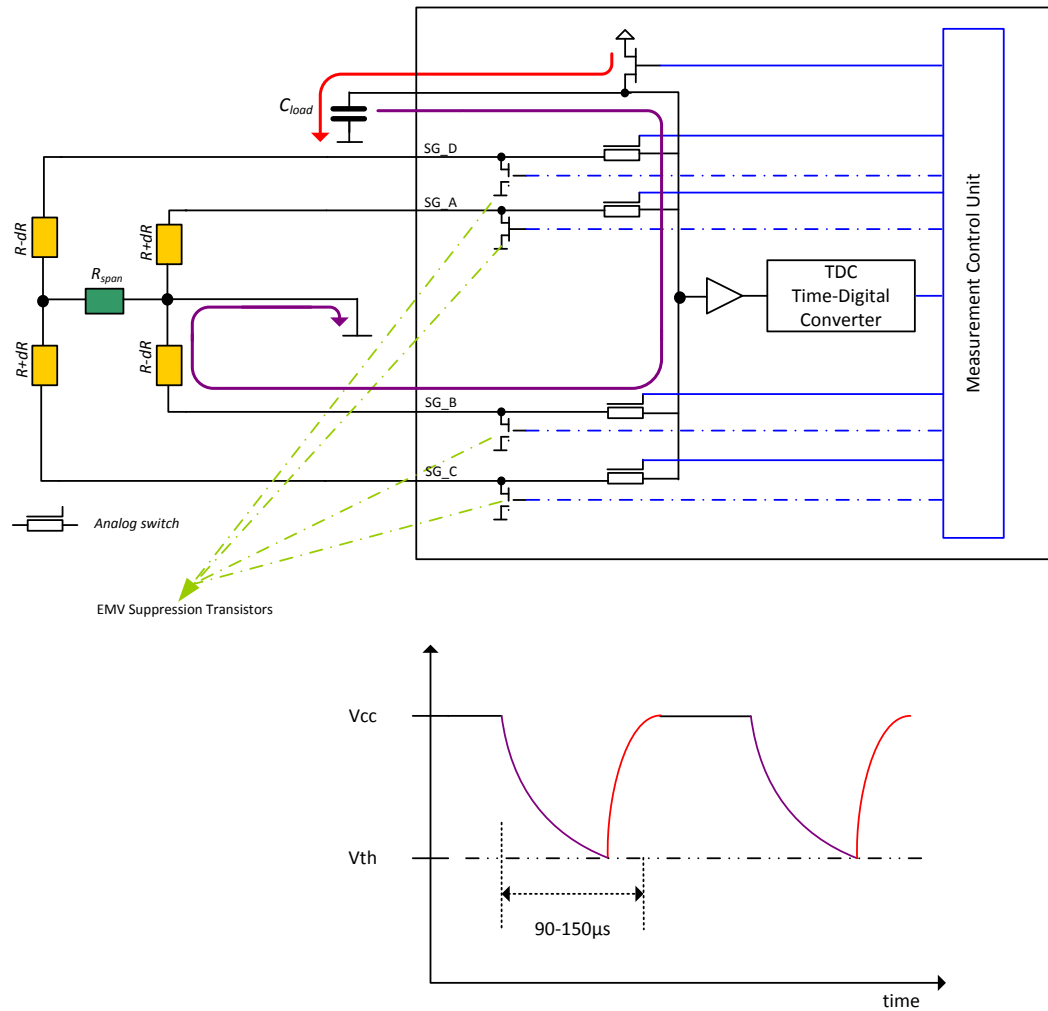 Cload
SG_D
SG_A
R-dR
R+dR
Rspan
R+dR
R-dR
SG_B
SG_C
TDC
Time-Digital
Converter
Measurement Control Unit
Analog switch
EMV Suppression Transistors
Vcc
Vth
90-150µs
time